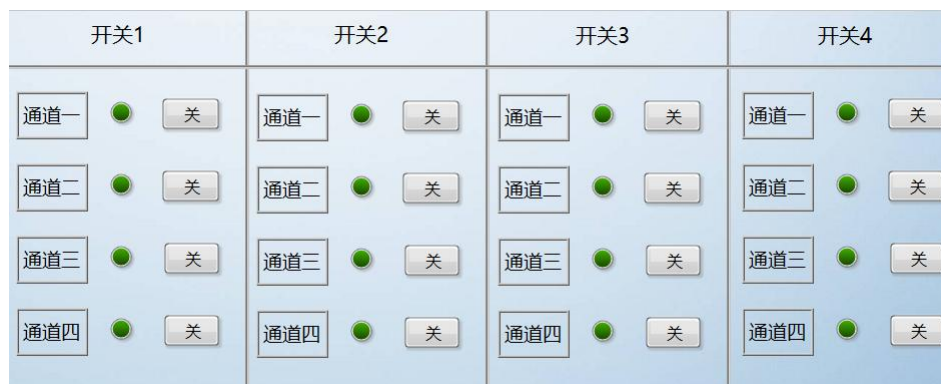 开关1 开关2 开关3 开关4
通道一 关 通道一 关 通道一 关 通道一 关
通道二 关 通道二 关 通道二 关 通道二 关
通道三 关 通道三 关 通道三 关 通道三 关
通道四 关 通道四 关 通道四 关 通道四 关